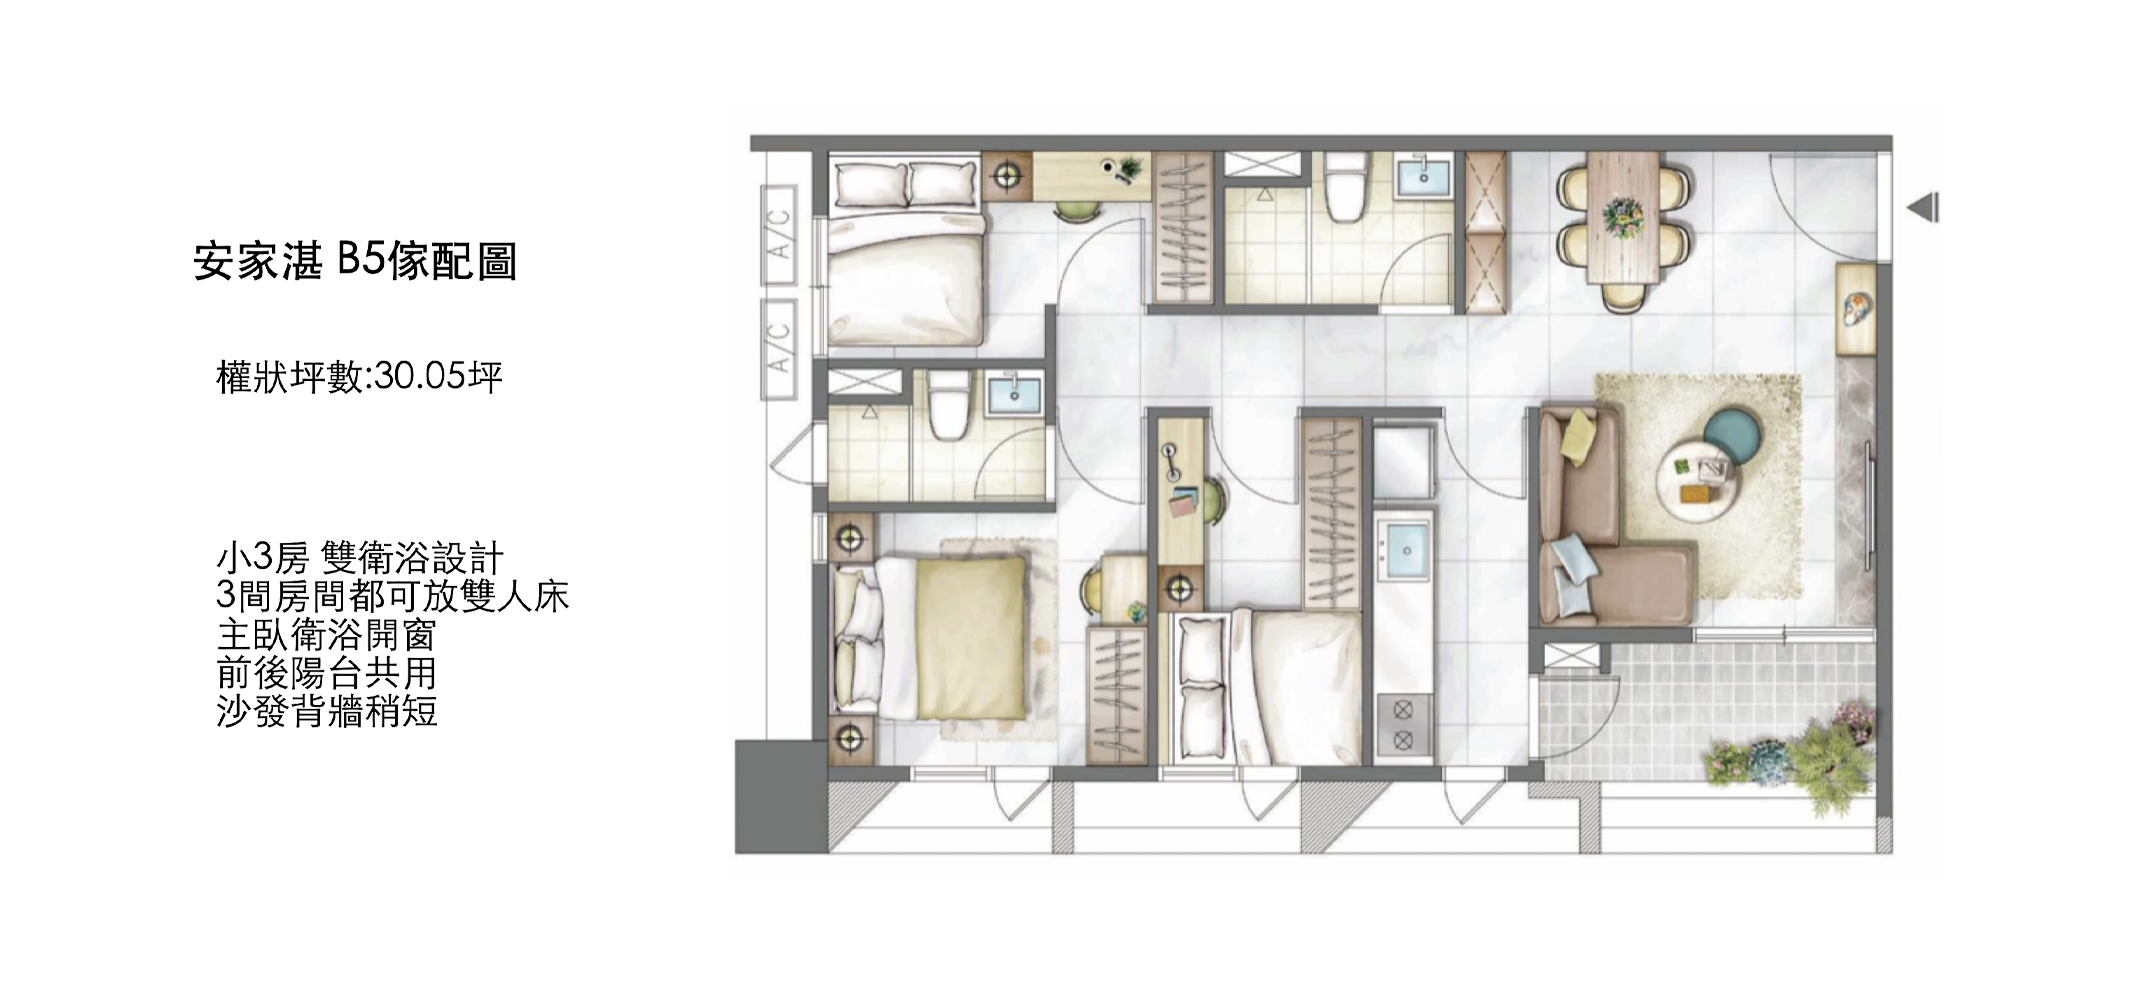 安家湛 B5傢配圖
權狀坪數:30.05坪
小3房 雙衛浴設計
3間房間都可放雙人床
主臥衛浴開窗
前後陽台共用
沙發背牆稍短
A/C
A/C